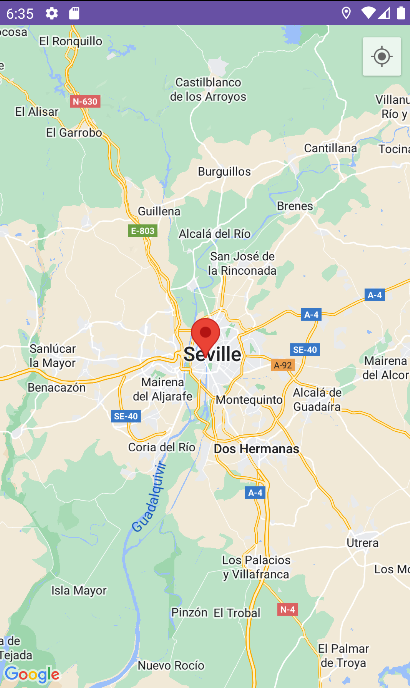 6:35
cosa
El Ronquillo
Castilblanco
de los Arroyos
N-630
El Alisar
Villanu
Río y
El Garrobo
Cantillana
Tocina
Burguillos
Guillena
Brenes
E-803
Alcalá del Río
San José de
la Rinconada
A-4
A-4
Sanlúcar
la Mayor
Seville
SE-40
A-92
Mairena
del Alcor
Benacazón
Mairena
del Aljarafe
Montequinto
Alcalá de
Guadaíra
SE-40
Coria del Río
Dos Hermanas
Guadalquivir
A-4
Utrera
Los Palacios
y Villafranca
Los Mo
Isla Mayor
Pinzón
El Trobal
N-4
a de
Tejada
El Palmar
de Troya
Nuevo Rocío
Google